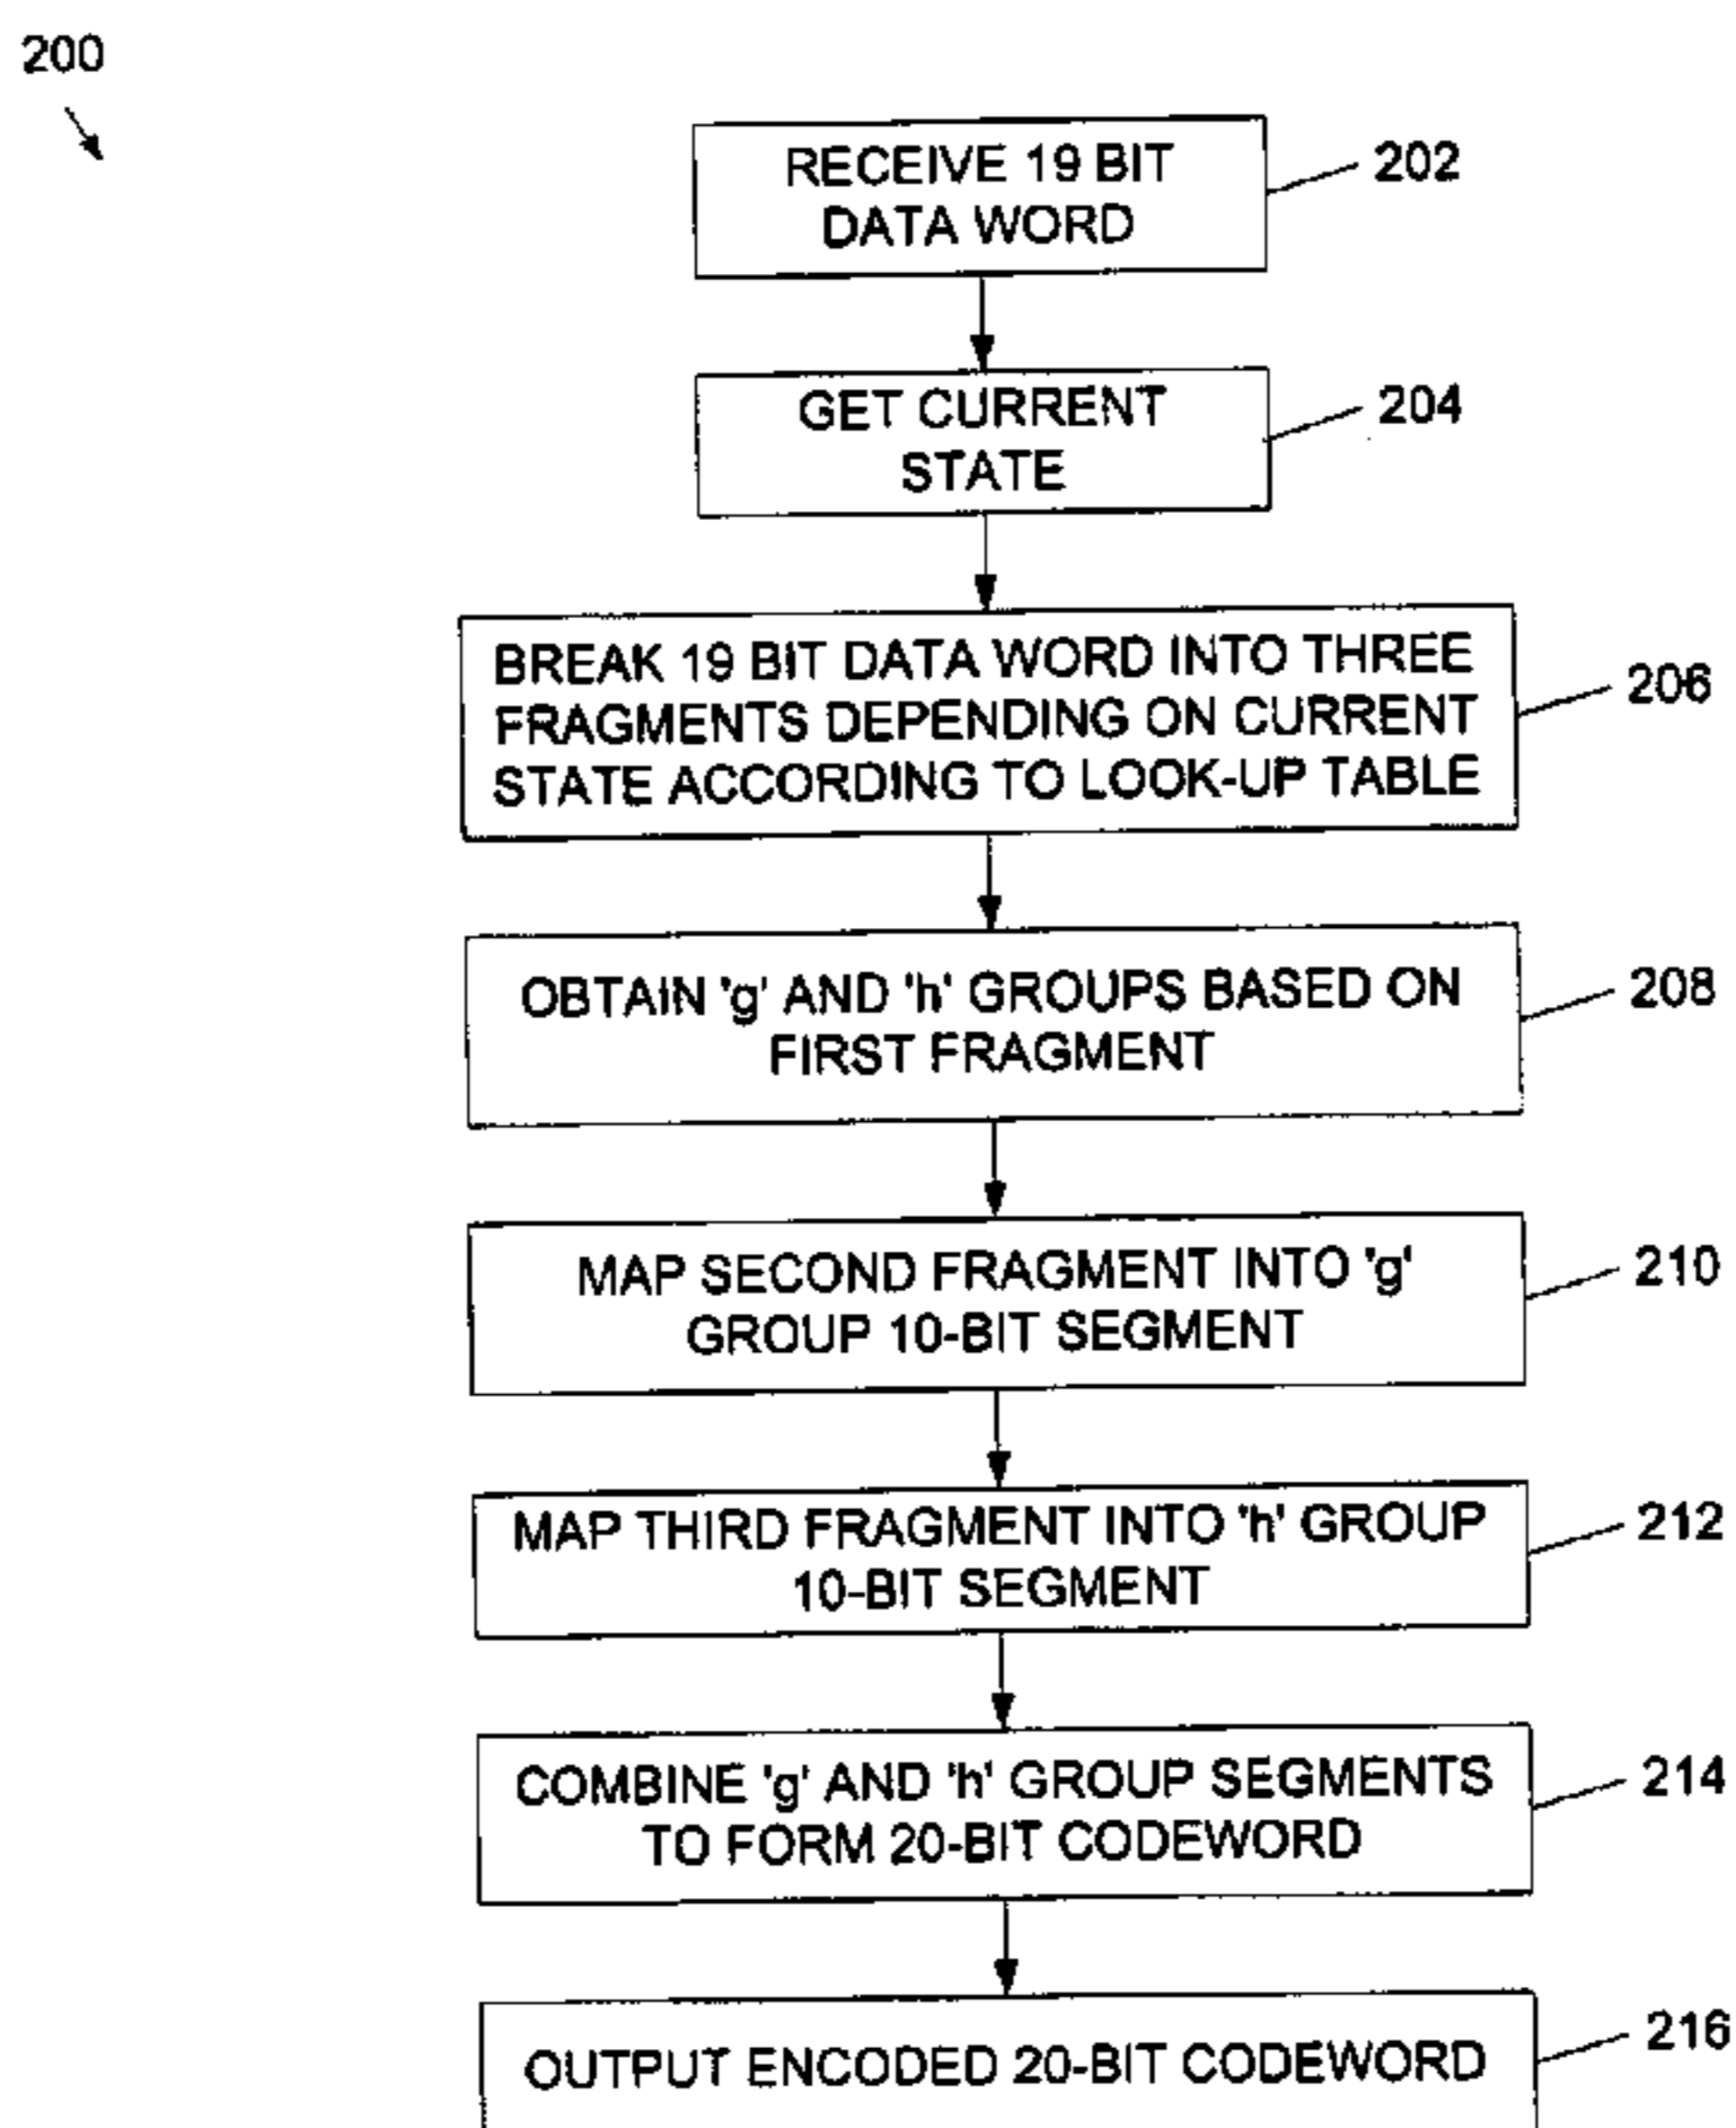 200
RECEIVE 19 BIT
DATA WORD
202
GET CURRENT
STATE
204
BREAK 19 BIT DATA WORD INTO THREE
FRAGMENTS DEPENDING ON CURRENT
STATE ACCORDING TO LOOK-UP TABLE
206
OBTAIN 'g' AND 'h' GROUPS BASED ON
FIRST FRAGMENT
208
MAP SECOND FRAGMENT INTO 'g'
GROUP 10-BIT SEGMENT
210
MAP THIRD FRAGMENT INTO 'h' GROUP
10-BIT SEGMENT
212
COMBINE 'g' AND 'h' GROUP SEGMENTS
TO FORM 20-BIT CODEWORD
214
OUTPUT ENCODED 20-BIT CODEWORD
216